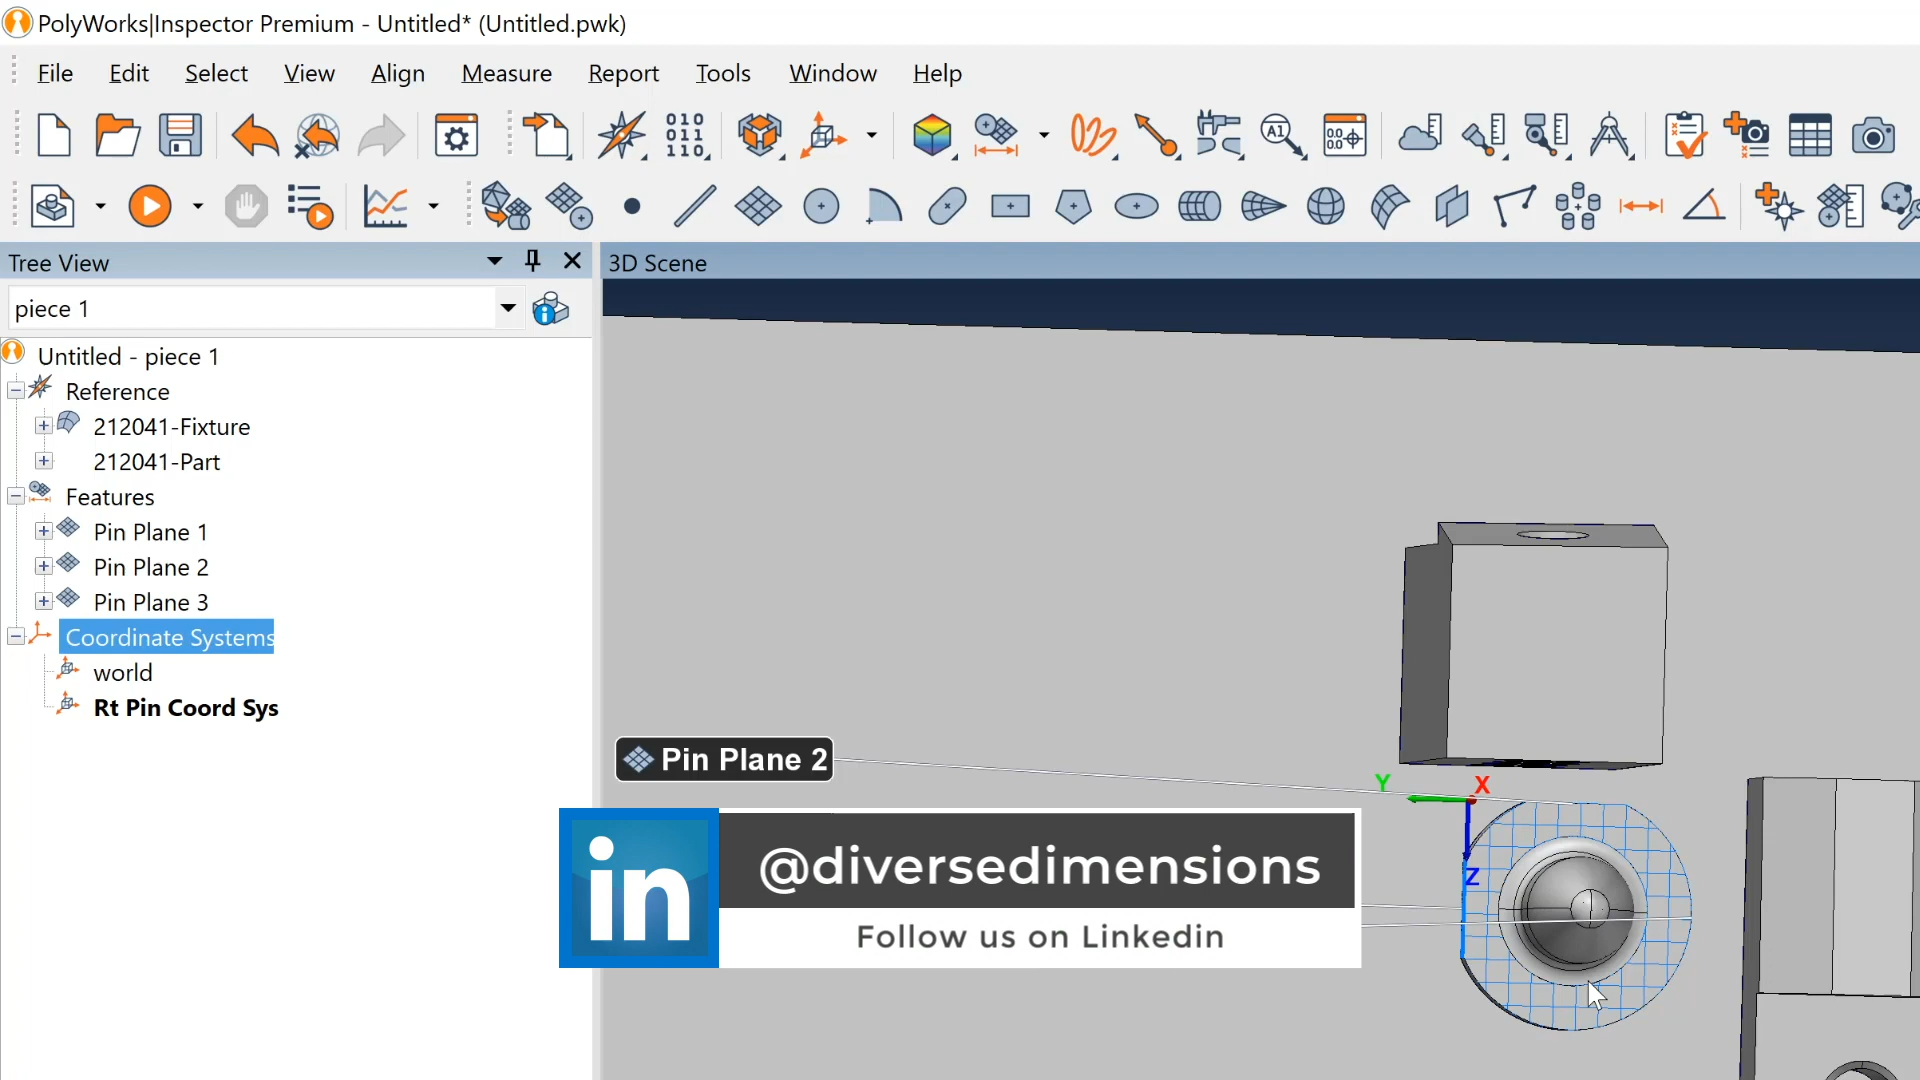 PolyWorks|Inspector Premium - Untitled* (Untitled.pwk)
File Edit Select View Align Measure Report Tools Window Help
010
011
110
A1
0.0
Tree View
3D Scene
piece 1
Untitled - piece 1
Reference
212041-Fixture
212041-Part
Features
Pin Plane 1
Pin Plane 2
Pin Plane 3
Coordinate Systems
world
Rt Pin Coord Sys
Pin Plane 2
Y X
Z
in
@diversedimensions
Follow us on Linkedin